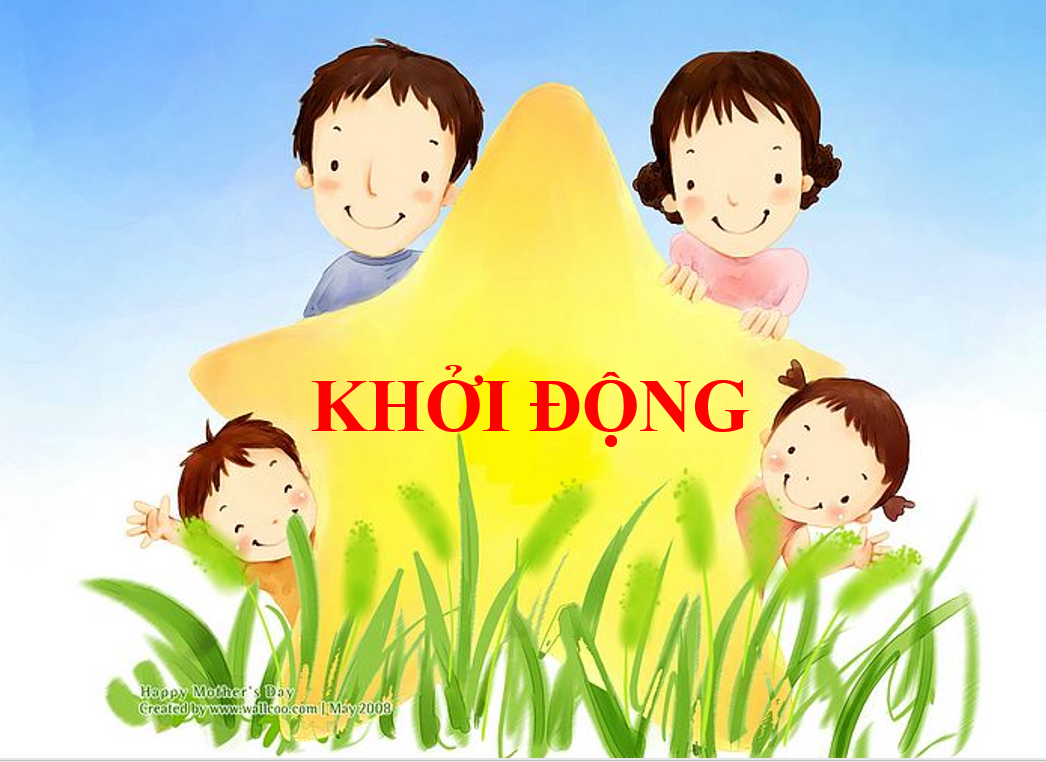 KHỞI ĐỘNG
Happy Mother's Day
Created by www.wallcoo.com | May 2008